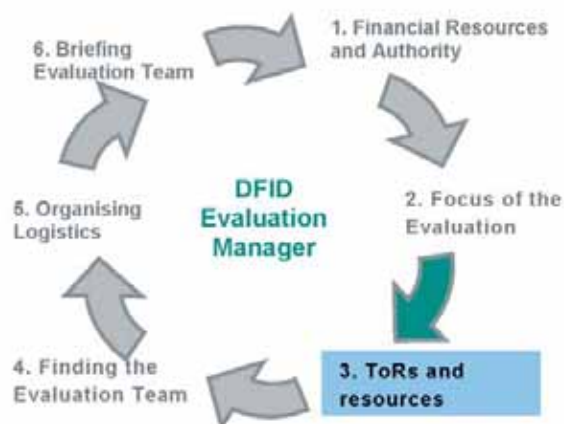 1. Financial Resources
and Authority
2. Focus of the
Evaluation
3. ToRs and
resources
4. Finding the
Evaluation Team
5. Organising
Logistics
6. Briefing
Evaluation Team
DFID
Evaluation
Manager